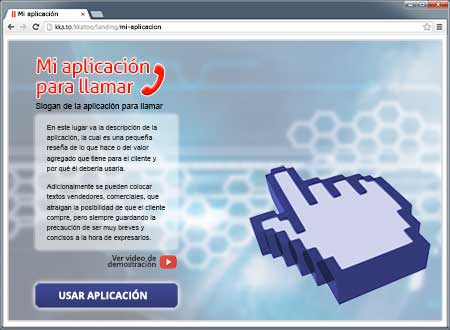 Mi aplicación
kka.to/kkatoo/landing/mi-aplicacion
Mi aplicación
para llamar
Slogan de la aplicación para llamar
En este lugar va la descripción de la
aplicación, la cual es una pequeña
reseña de lo que hace o del valor
agregado que tiene para el cliente y
por qué él debería usarla.
Adicionalmente se pueden colocar
textos vendedores, comerciales, que
atraigan la posibilidad de que el cliente
compre, pero siempre guardando la
precaución de ser muy breves y
concisos a la hora de expresarlos.
Ver video de
demostración
USAR APLICACIÓN